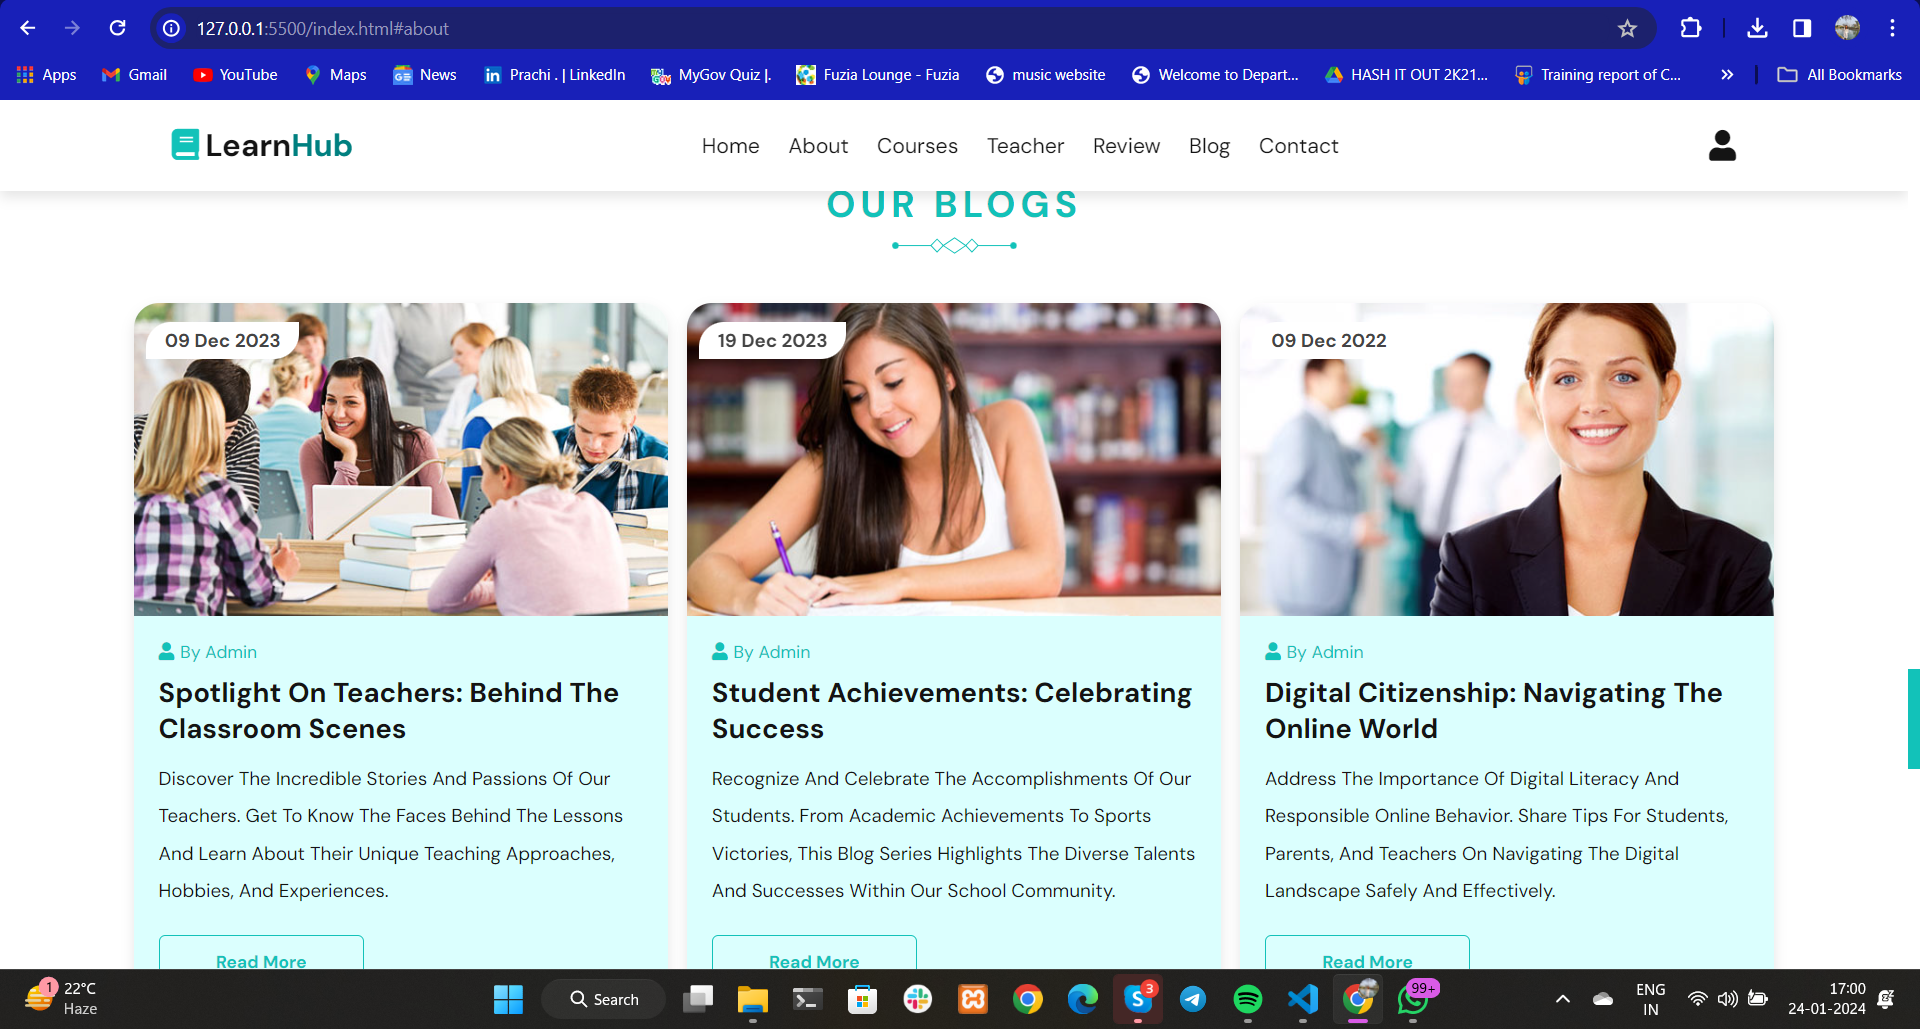 127.0.0.1:5500/index.html#about
Apps Gmail YouTube Maps News Prachi . | LinkedIn MyGov Quiz |. Fuzia Lounge - Fuzia music website Welcome to Depart... HASH IT OUT 2K21... Training report of C... » All Bookmarks
LearnHub Home About Courses Teacher Review Blog Contact
OUR BLOGS
09 Dec 2023
By Admin
Spotlight On Teachers: Behind The
Classroom Scenes
Discover The Incredible Stories And Passions Of Our
Teachers. Get To Know The Faces Behind The Lessons
And Learn About Their Unique Teaching Approaches,
Hobbies, And Experiences.
Read More
19 Dec 2023
By Admin
Student Achievements: Celebrating
Success
Recognize And Celebrate The Accomplishments Of Our
Students. From Academic Achievements To Sports
Victories, This Blog Series Highlights The Diverse Talents
And Successes Within Our School Community.
Read More
09 Dec 2022
By Admin
Digital Citizenship: Navigating The
Online World
Address The Importance Of Digital Literacy And
Responsible Online Behavior. Share Tips For Students,
Parents, And Teachers On Navigating The Digital
Landscape Safely And Effectively.
Read More
1
22°C
Haze
Search
3
99+
ENG
IN
17:00
24-01-2024